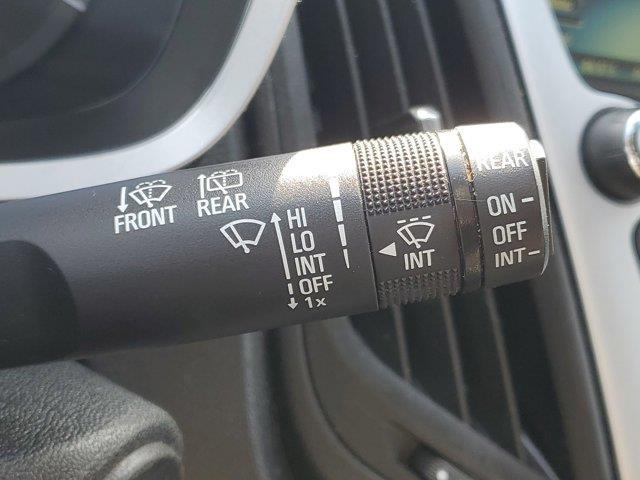 FRONT
REAR
HI
LO
INT
OFF
1x
INT
REAR
ON
OFF
INT